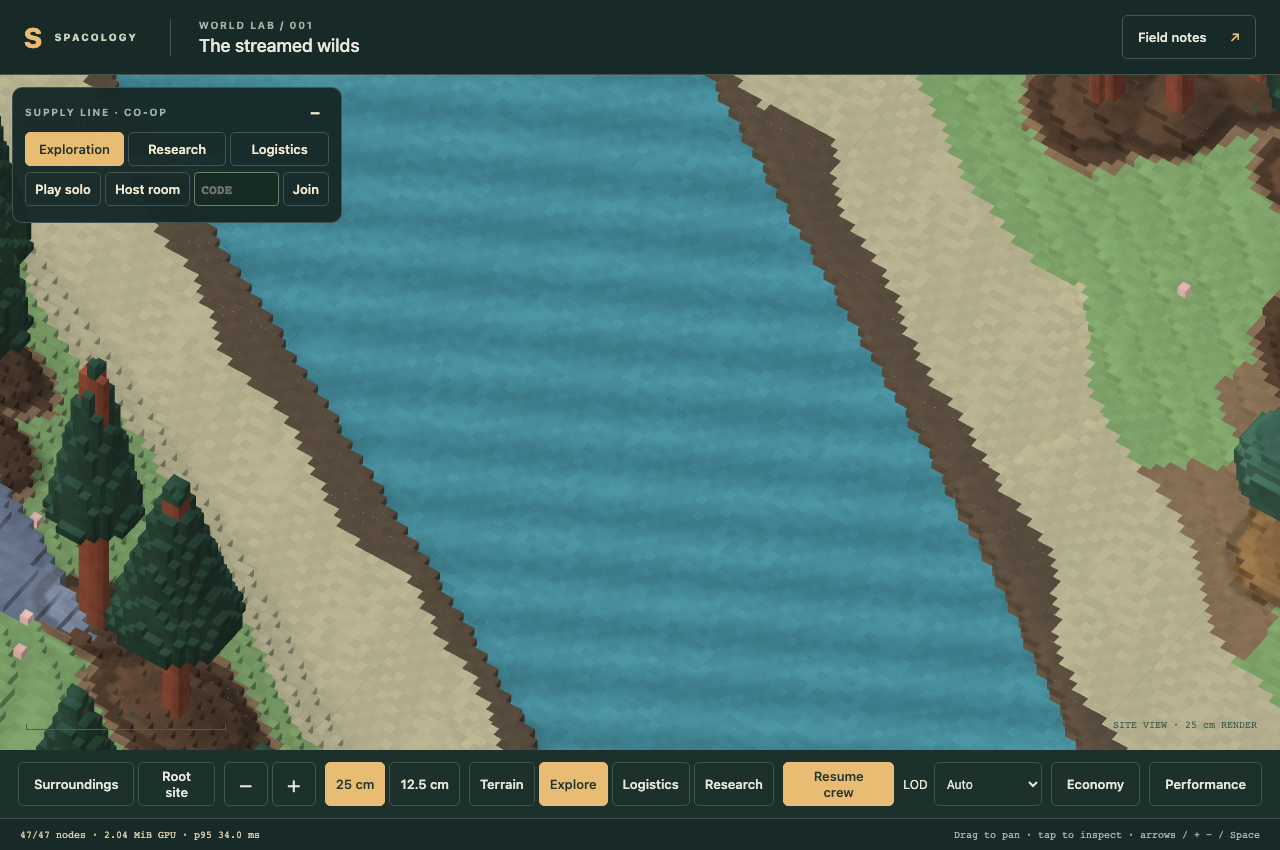 S SPACOLOGY
WORLD LAB / 001
The streamed wilds
Field notes ↗
SUPPLY LINE · CO-OP −
Exploration Research Logistics
Play solo Host room CODE Join
SITE VIEW · 25 cm RENDER
Surroundings Root site − + 25 cm 12.5 cm Terrain Explore Logistics Research Resume crew LOD Auto Economy Performance
47/47 nodes · 2.04 MiB GPU · p95 34.0 ms
Drag to pan · tap to inspect · arrows / + − / Space